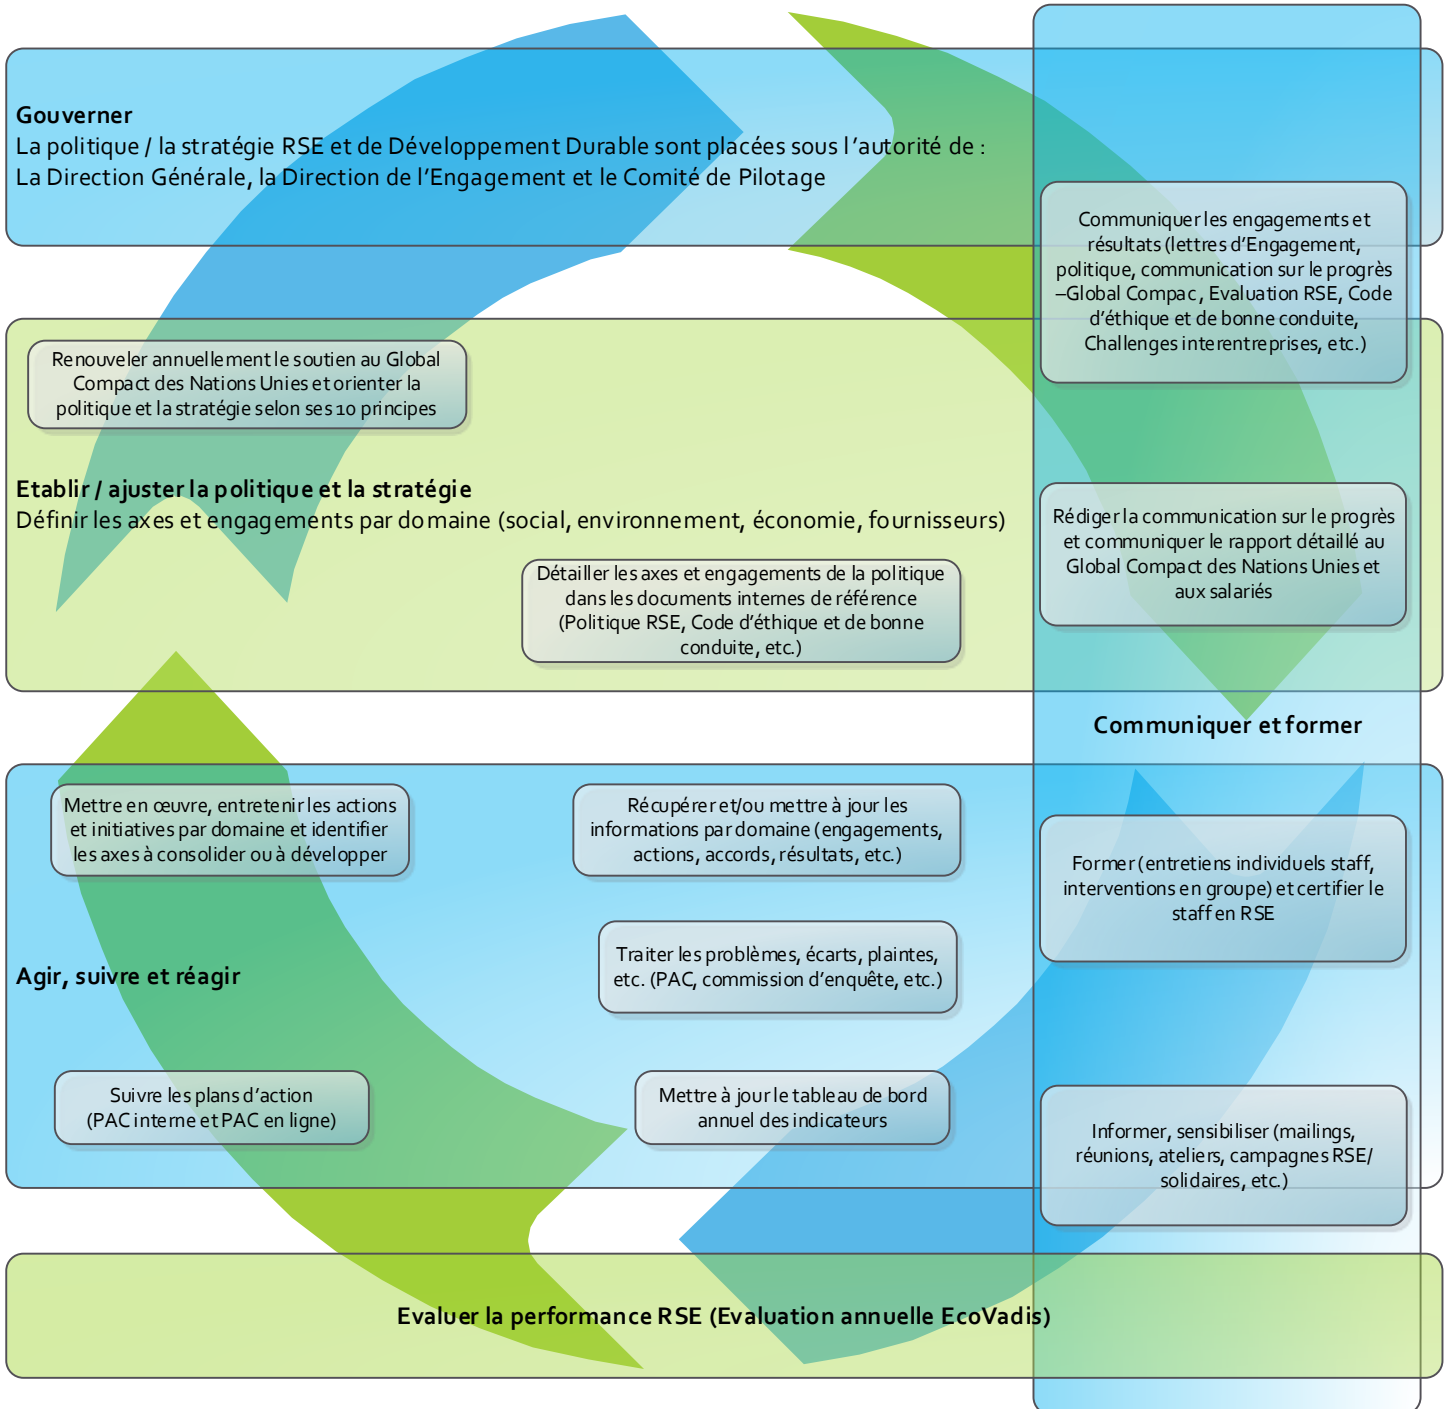 Gouverner
La politique / la stratégie RSE et de Développement Durable sont placées sous l’autorité de :
La Direction Générale, la Direction de l’Engagement et le Comité de Pilotage
Communiquer les engagements et
résultats (lettres d’Engagement,
politique, communication sur le progrès
–Global Compac, Evaluation RSE, Code
d’éthique et de bonne conduite,
Challenges interentreprises, etc.)
Renouveler annuellement le soutien au Global
Compact des Nations Unies et orienter la
politique et la stratégie selon ses 10 principes
Etablir / ajuster la politique et la stratégie
Définir les axes et engagements par domaine (social, environnement, économie, fournisseurs)
Détailler les axes et engagements de la politique
dans les documents internes de référence
(Politique RSE, Code d’éthique et de bonne
conduite, etc.)
Rédiger la communication sur le progrès
et communiquer le rapport détaillé au
Global Compact des Nations Unies et
aux salariés
Communiquer et former
Mettre en œuvre, entretenir les actions
et initiatives par domaine et identifier
les axes à consolider ou à développer
Récupérer et/ou mettre à jour les
informations par domaine (engagements,
actions, accords, résultats, etc.)
Former (entretiens individuels staff,
interventions en groupe) et certifier le
staff en RSE
Traiter les problèmes, écarts, plaintes,
etc. (PAC, commission d’enquête, etc.)
Agir, suivre et réagir
Suivre les plans d’action
(PAC interne et PAC en ligne)
Mettre à jour le tableau de bord
annuel des indicateurs
Informer, sensibiliser (mailings,
réunions, ateliers, campagnes RSE/
solidaires, etc.)
Evaluer la performance RSE (Evaluation annuelle EcoVadis)